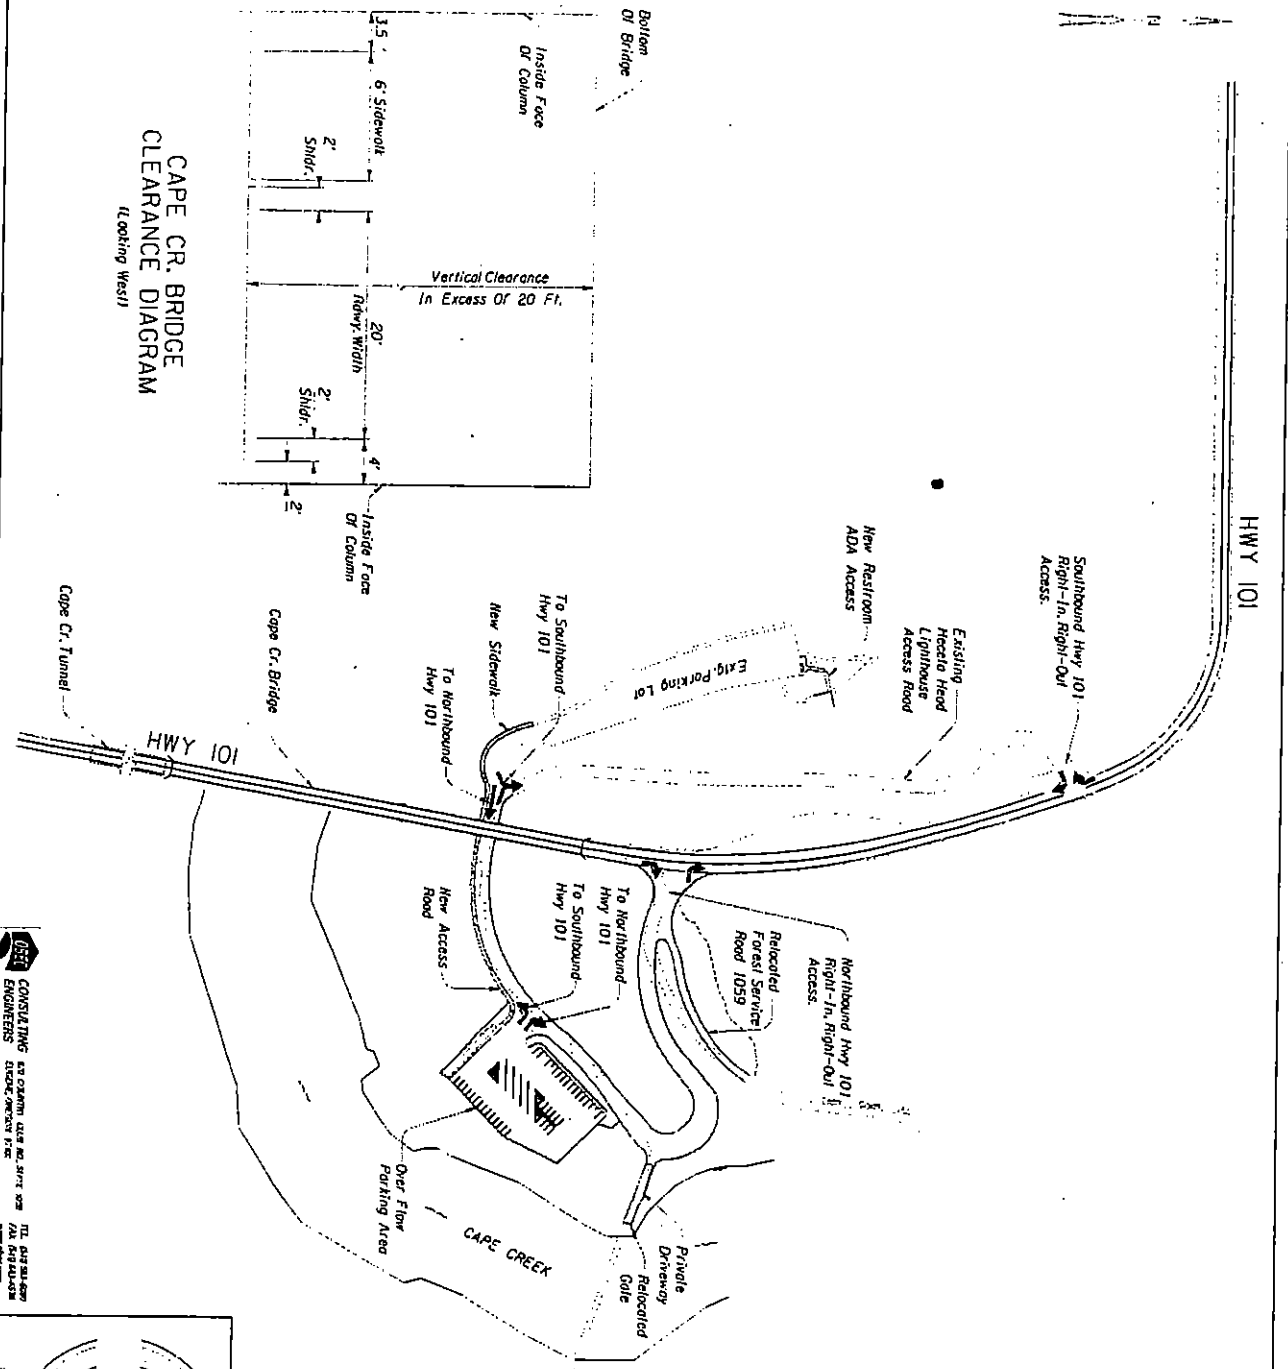 N
HWY 101
Southbound Hwy 101
Right-In, Right-Out
Access.
Existing
Heceta Head
Lighthouse
Access Road
New Restroom
ADA Access
Extg. Parking Lot
To Southbound
Hwy 101
New Sidewalk
To Northbound
Hwy 101
Cape Cr. Bridge
HWY 101
Cape Cr. Tunnel
Northbound Hwy 101
Right-In, Right-Out
Access.
Relocated
Forest Service
Road 1059
To Northbound
Hwy 101
To Southbound
Hwy 101
New Access
Road
Private
Driveway
Relocated
Gate
CAPE CREEK
Over Flow
Parking Area
Bottom
Of Bridge
Inside Face
Of Column
3.5'
6' Sidewalk
2'
Shldr.
Vertical Clearance
In Excess Of 20 Ft.
20'
Rdwy. Width
2'
Shldr.
4'
2'
Inside Face
Of Column
CAPE CR. BRIDGE
CLEARANCE DIAGRAM
(Looking West)
CONSULTING
ENGINEERS